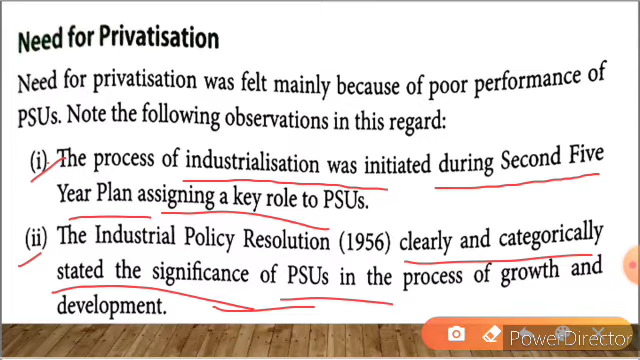 Need for Privatisation
Need for privatisation was felt mainly because of poor performance of
PSUs. Note the following observations in this regard:
(i) The process of industrialisation was initiated during Second Five
Year Plan assigning a key role to PSUs.
(ii) The Industrial Policy Resolution (1956) clearly and categorically
stated the significance of PSUs in the process of growth and
development.
PowerDirector